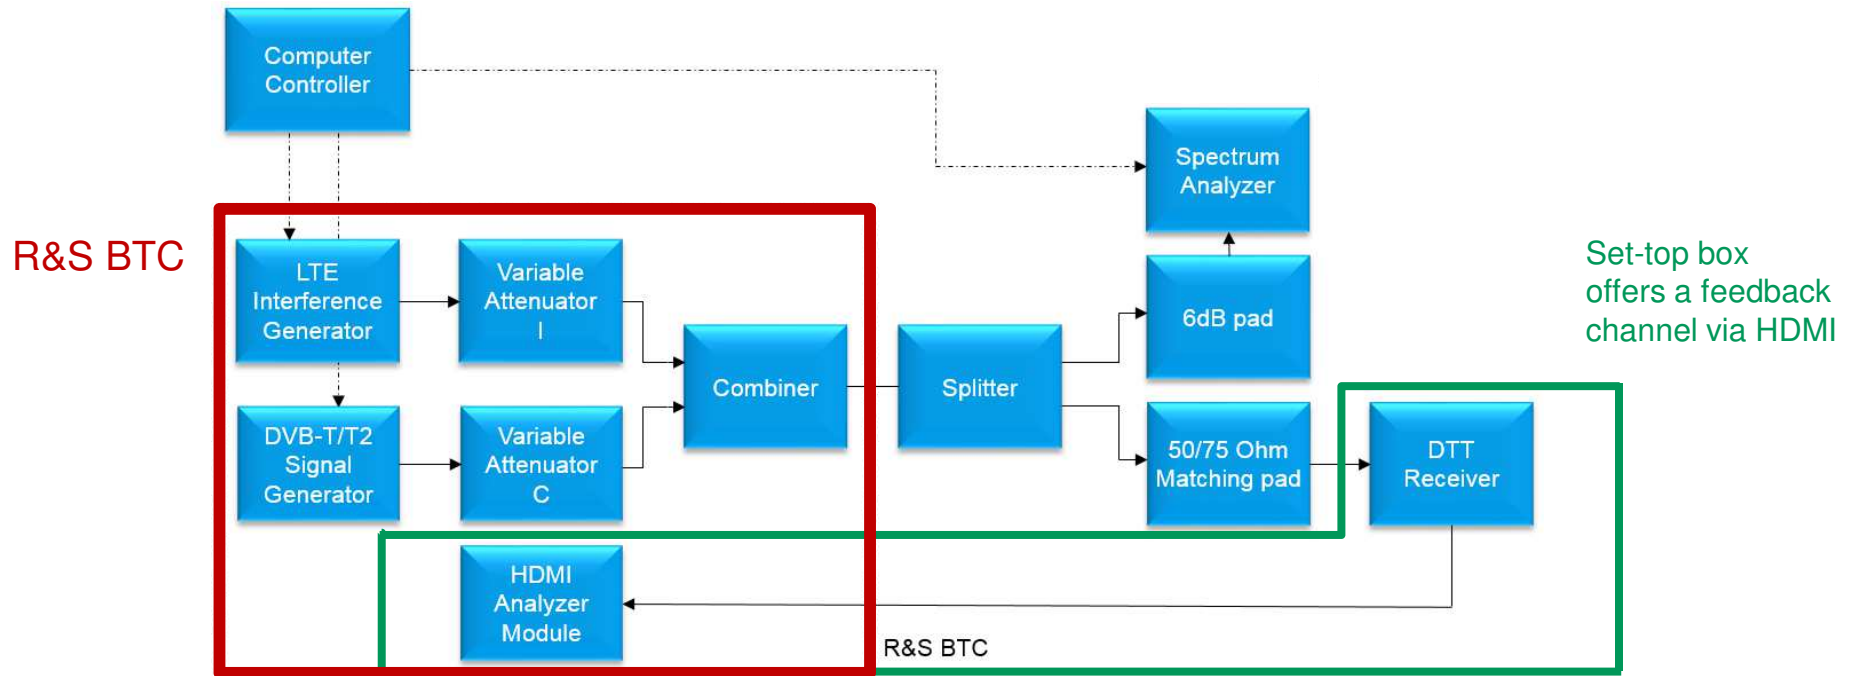 Computer
Controller
Spectrum
Analyzer
R&S BTC
LTE
Interference
Generator
Variable
Attenuator
I
Set-top box
offers a feedback
channel via HDMI
6dB pad
Combiner
Splitter
DVB-T/T2
Signal
Generator
Variable
Attenuator
C
50/75 Ohm
Matching pad
DTT
Receiver
HDMI
Analyzer
Module
R&S BTC